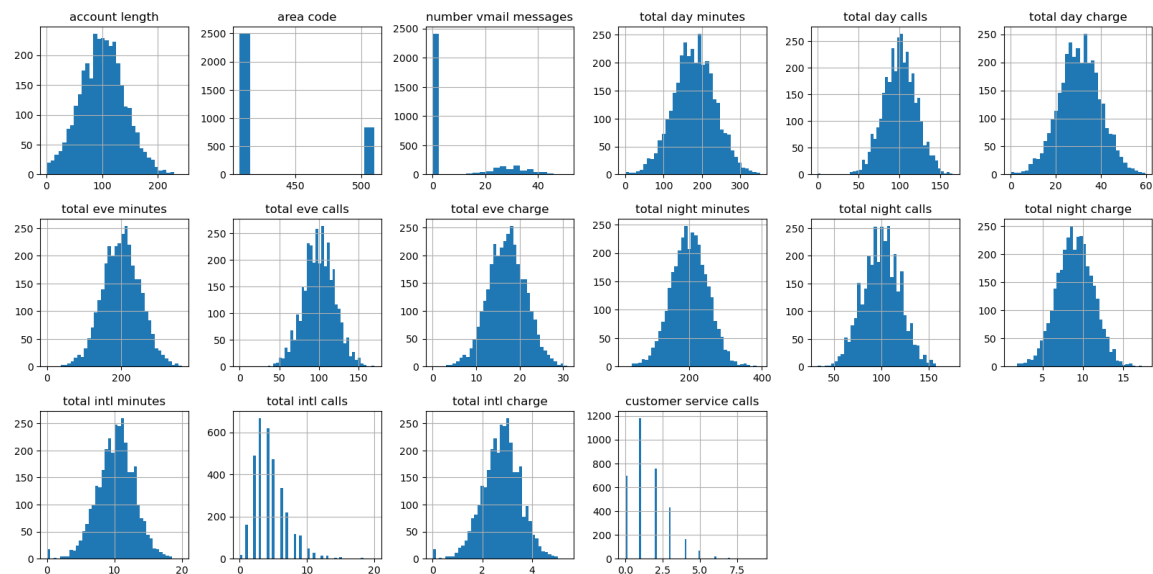 account length
area code
number vmail messages
total day minutes
total day calls
total day charge
0 50 100 150 200
0 100 200
0 500 1000 1500 2000 2500
450 500
0 500 1000 1500 2000 2500
0 20 40
0 50 100 150 200 250
0 100 200 300
0 50 100 150 200 250
0 50 100 150
0 50 100 150 200 250
0 20 40 60
total eve minutes
total eve calls
total eve charge
total night minutes
total night calls
total night charge
0 50 100 150 200 250
0 200
0 50 100 150 200 250
0 50 100 150
0 50 100 150 200 250
0 10 20 30
0 50 100 150 200 250
0 200 400
0 50 100 150 200 250
50 100 150
0 50 100 150 200 250
5 10 15
total intl minutes
total intl calls
total intl charge
customer service calls
0 50 100 150 200 250
0 10 20
0 200 400 600
0 10 20
0 50 100 150 200 250
0 2 4
0 200 400 600 800 1000 1200
0.0 2.5 5.0 7.5